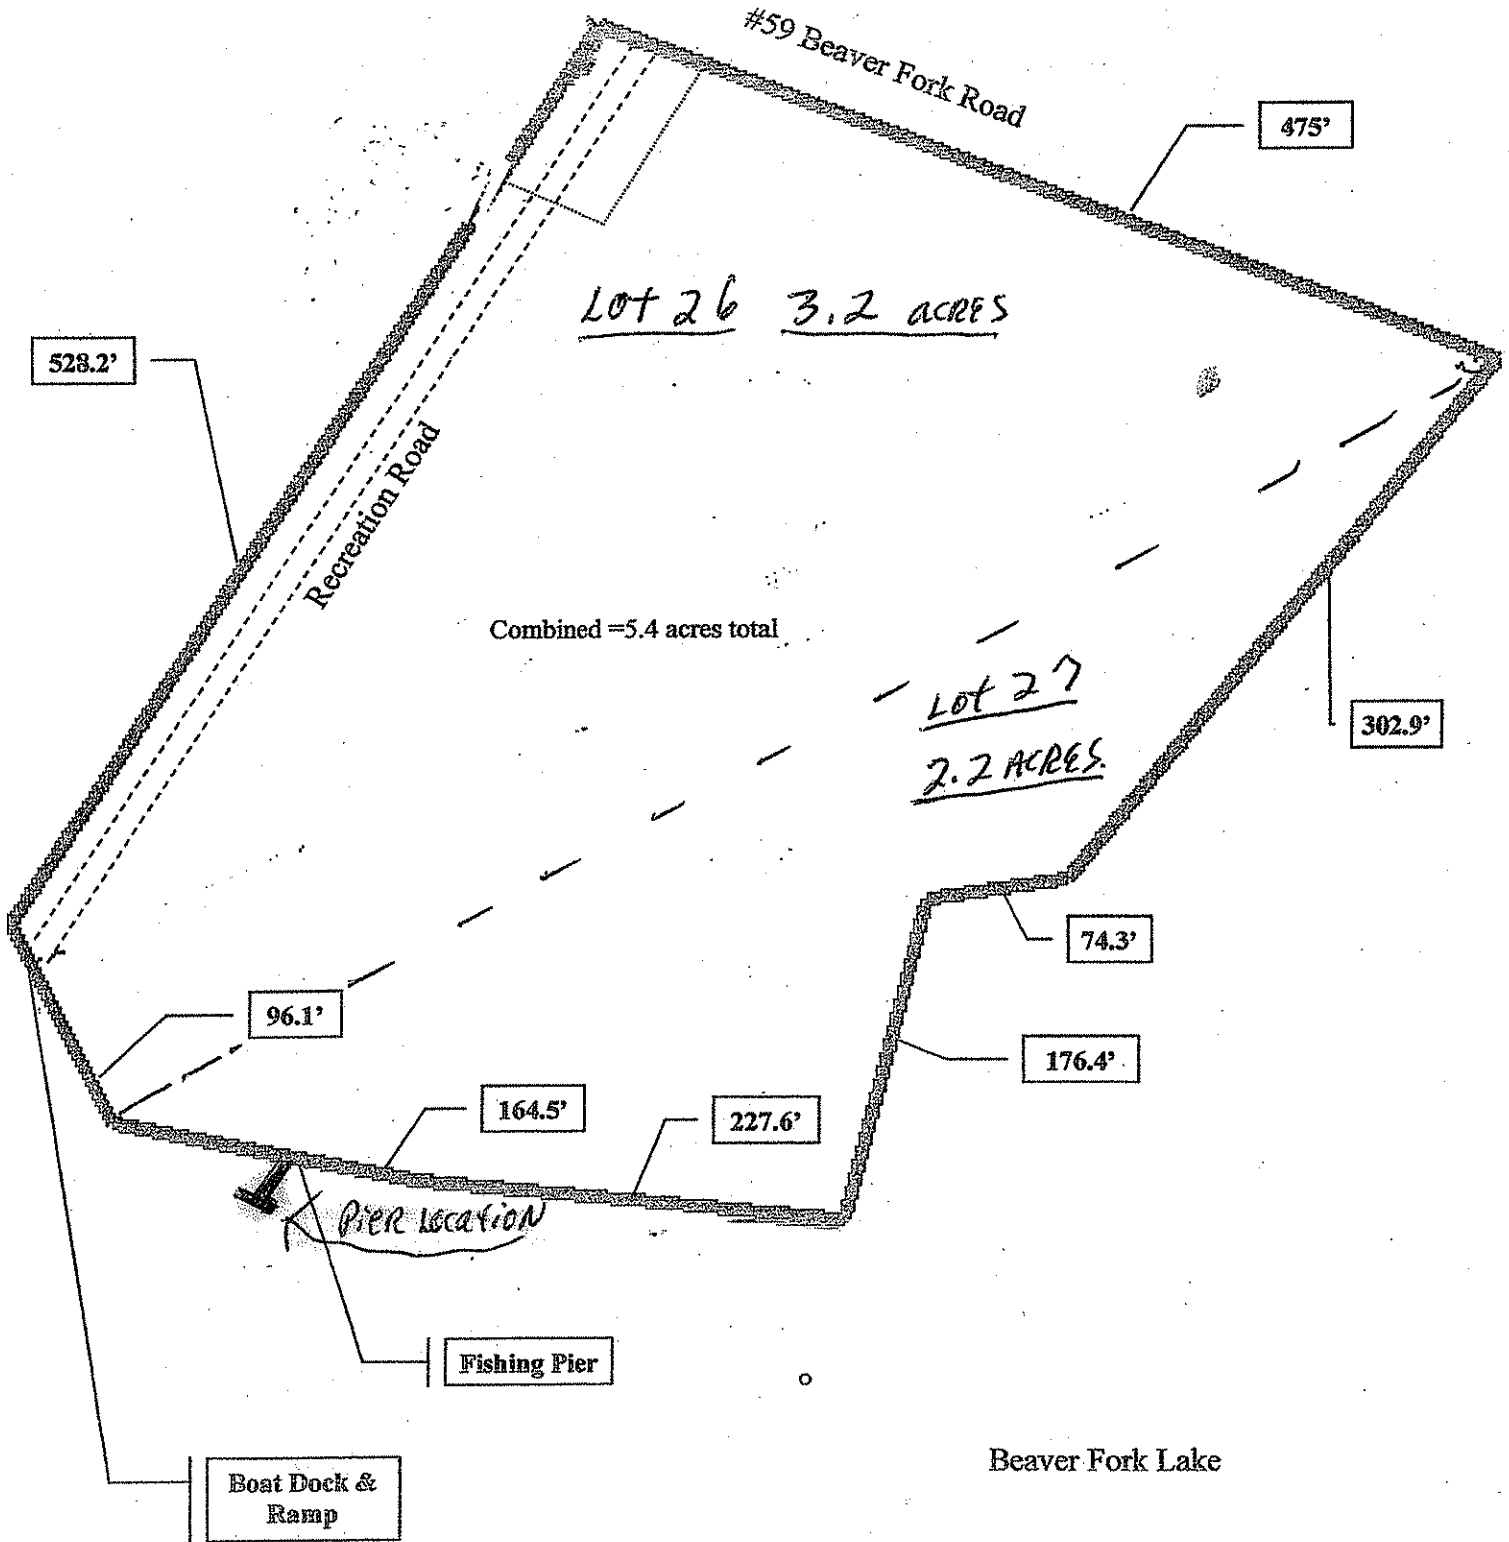 #59 Beaver Fork Road
475’
Lot 26 3.2 acres
528.2’
Recreation Road
Combined =5.4 acres total
Lot 27
2.2 ACRES.
302.9’
74.3’
96.1’
176.4’
164.5’
227.6’
PiER LOCATION
Fishing Pier
Beaver Fork Lake
Boat Dock &
Ramp